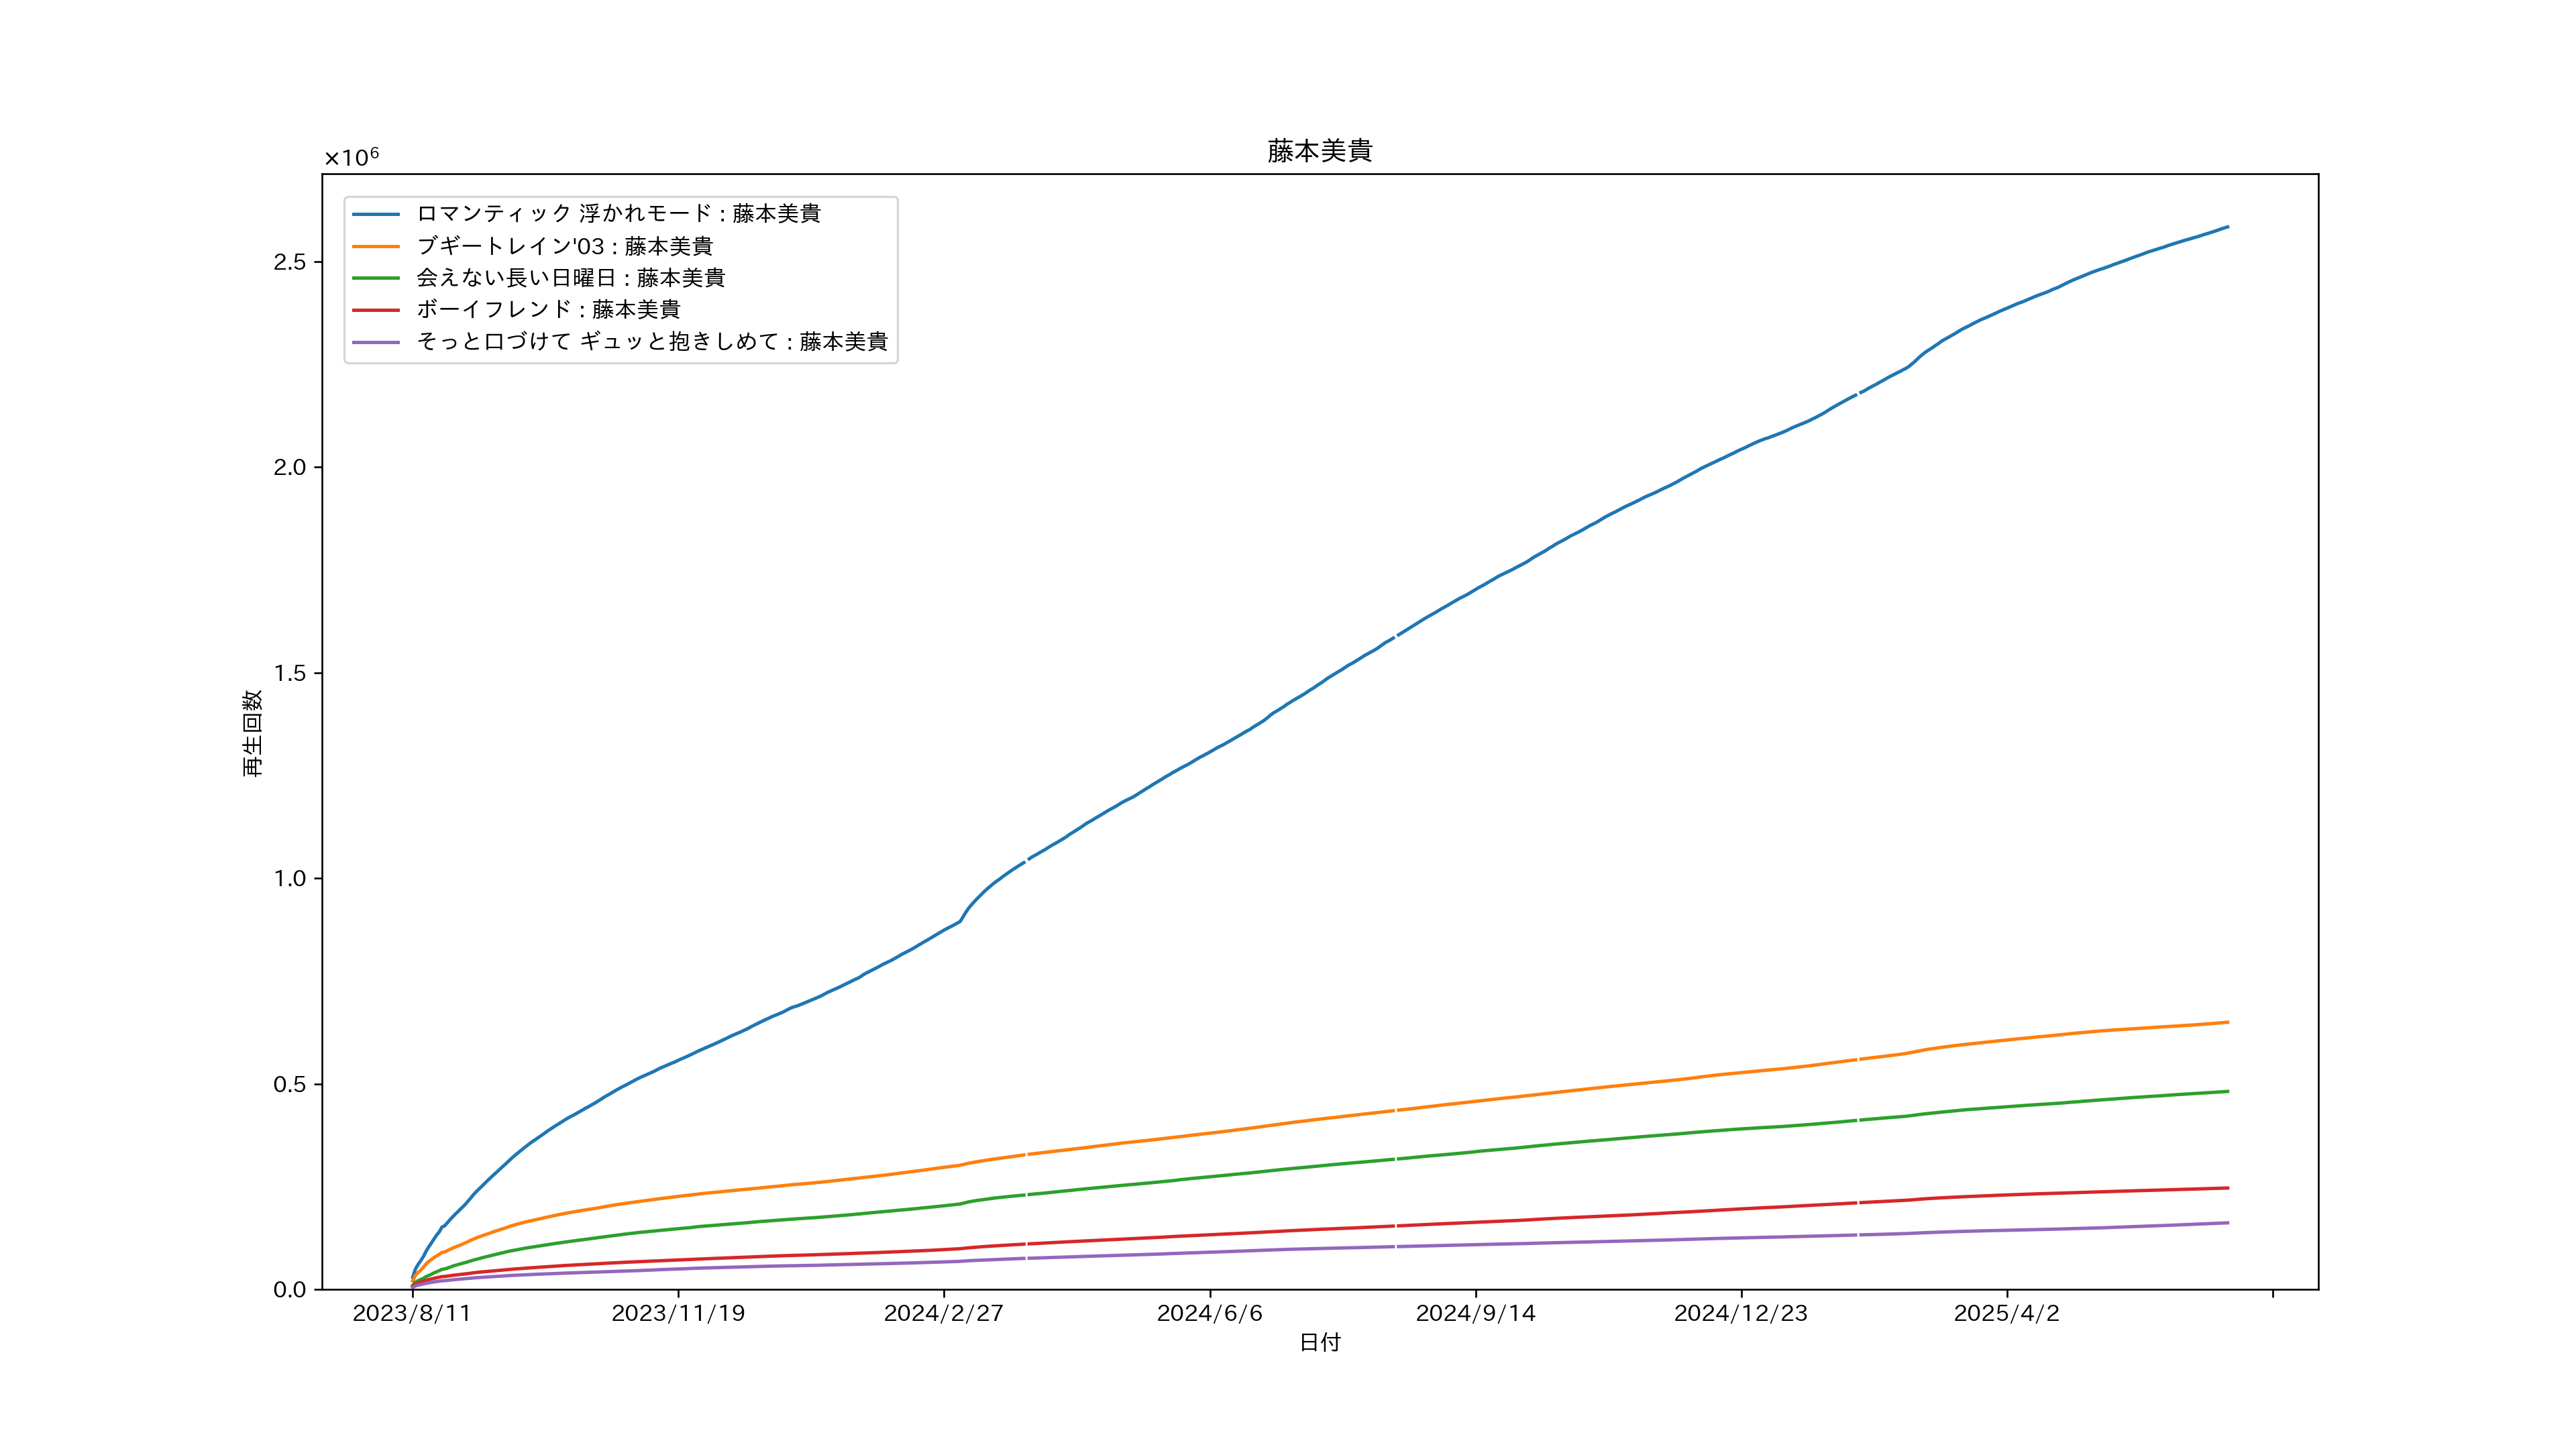 藤本美貴
×10⁶
ロマンティック 浮かれモード : 藤本美貴
ブギートレイン'03 : 藤本美貴
会えない長い日曜日 : 藤本美貴
ボーイフレンド : 藤本美貴
そっと口づけて ギュッと抱きしめて : 藤本美貴
2.5
2.0
1.5
1.0
0.5
0.0
再生回数
2023/8/11 2023/11/19 2024/2/27 2024/6/6 2024/9/14 2024/12/23 2025/4/2
日付